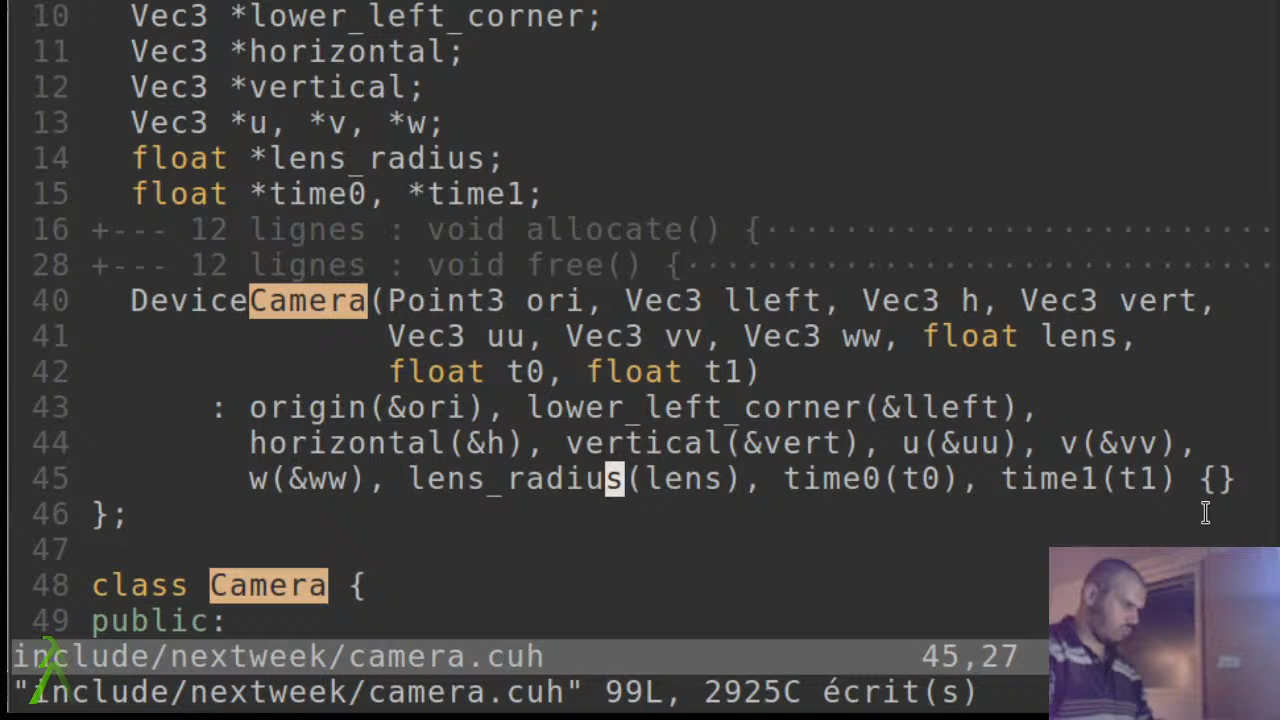 10 Vec3 *lower_left_corner;
11 Vec3 *horizontal;
12 Vec3 *vertical;
13 Vec3 *u, *v, *w;
14 float *lens_radius;
15 float *time0, *time1;
16 +--- 12 lignes : void allocate() {··························
28 +--- 12 lignes : void free() {······························
40 DeviceCamera(Point3 ori, Vec3 lleft, Vec3 h, Vec3 vert,
41 Vec3 uu, Vec3 vv, Vec3 ww, float lens,
42 float t0, float t1)
43 : origin(&ori), lower_left_corner(&lleft),
44 horizontal(&h), vertical(&vert), u(&uu), v(&vv),
45 w(&ww), lens_radius(lens), time0(t0), time1(t1) {}
46 };
47
48 class Camera {
49 public:
include/nextweek/camera.cuh 45,27
"include/nextweek/camera.cuh" 99L, 2925C écrit(s)